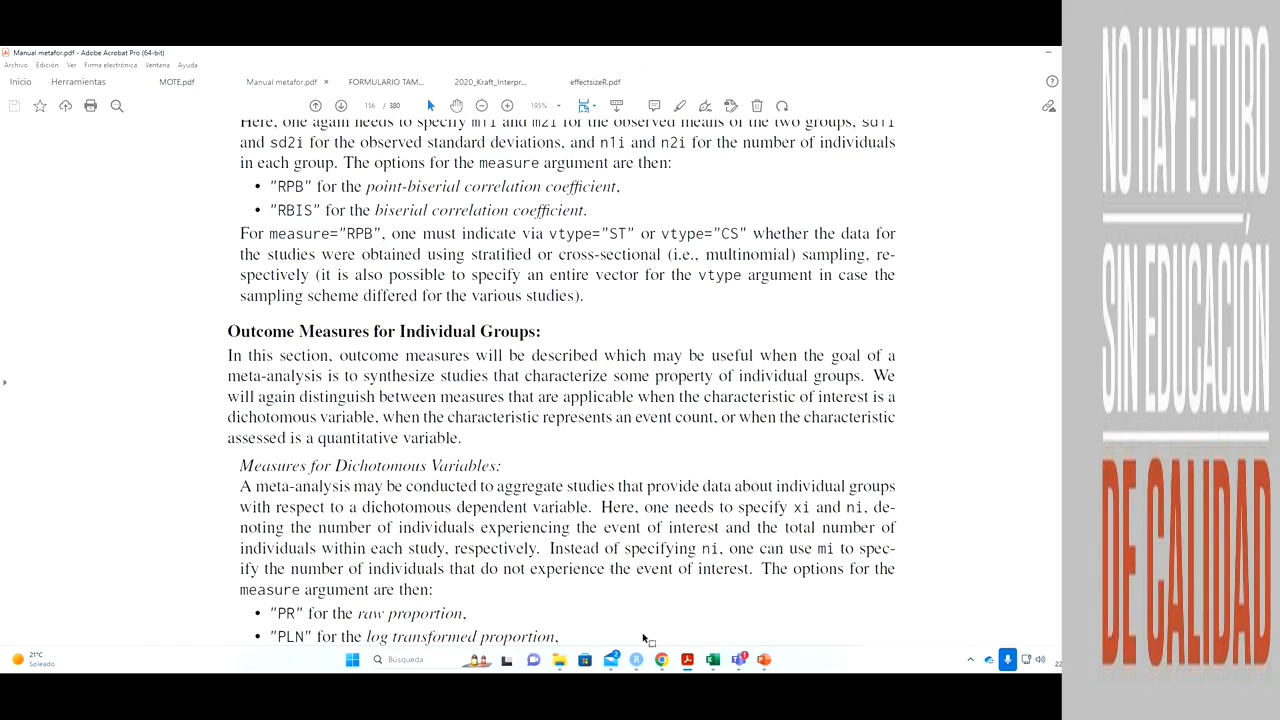 Manual metafor.pdf - Adobe Acrobat Pro (64-bit)
Archivo Edición Ver Firma electrónica Ventana Ayuda
Inicio Herramientas MOTE.pdf Manual metafor.pdf × FORMULARIO TAM... 2020_Kraft_Interpr... effectsizeR.pdf
156 / 380 195%
Here, one again needs to specify m1i and m2i for the observed means of the two groups, sd1i
and sd2i for the observed standard deviations, and n1i and n2i for the number of individuals
in each group. The options for the measure argument are then:
• "RPB" for the point-biserial correlation coefficient,
• "RBIS" for the biserial correlation coefficient.
For measure="RPB", one must indicate via vtype="ST" or vtype="CS" whether the data for
the studies were obtained using stratified or cross-sectional (i.e., multinomial) sampling, re-
spectively (it is also possible to specify an entire vector for the vtype argument in case the
sampling scheme differed for the various studies).
Outcome Measures for Individual Groups:
In this section, outcome measures will be described which may be useful when the goal of a
meta-analysis is to synthesize studies that characterize some property of individual groups. We
will again distinguish between measures that are applicable when the characteristic of interest is a
dichotomous variable, when the characteristic represents an event count, or when the characteristic
assessed is a quantitative variable.
Measures for Dichotomous Variables:
A meta-analysis may be conducted to aggregate studies that provide data about individual groups
with respect to a dichotomous dependent variable. Here, one needs to specify xi and ni, de-
noting the number of individuals experiencing the event of interest and the total number of
individuals within each study, respectively. Instead of specifying ni, one can use mi to spec-
ify the number of individuals that do not experience the event of interest. The options for the
measure argument are then:
• "PR" for the raw proportion,
• "PLN" for the log transformed proportion,
21°C
Soleado
Búsqueda
2
1
22
NO HAY FUTURO
SIN EDUCACIÓN
DE CALIDAD